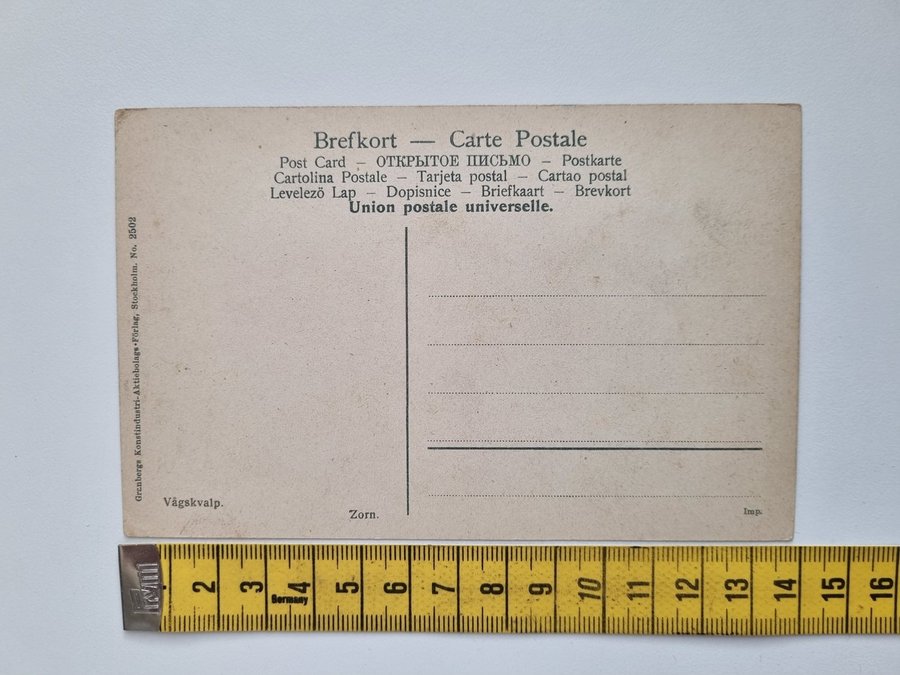 Brefkort — Carte Postale
Post Card – ОТКРЫТОЕ ПИСЬМО – Postkarte
Cartolina Postale – Tarjeta postal – Cartao postal
Levelezö Lap – Dopisnice – Briefkaart – Brevkort
Union postale universelle.
Granbergs Konstindustri-Aktiebolags-Förlag, Stockholm. No. 2502
Vågskvalp.
Zorn.
Imp.
2 3 4 5 6 7 8 9 10 11 12 13 14 15 16
Germany